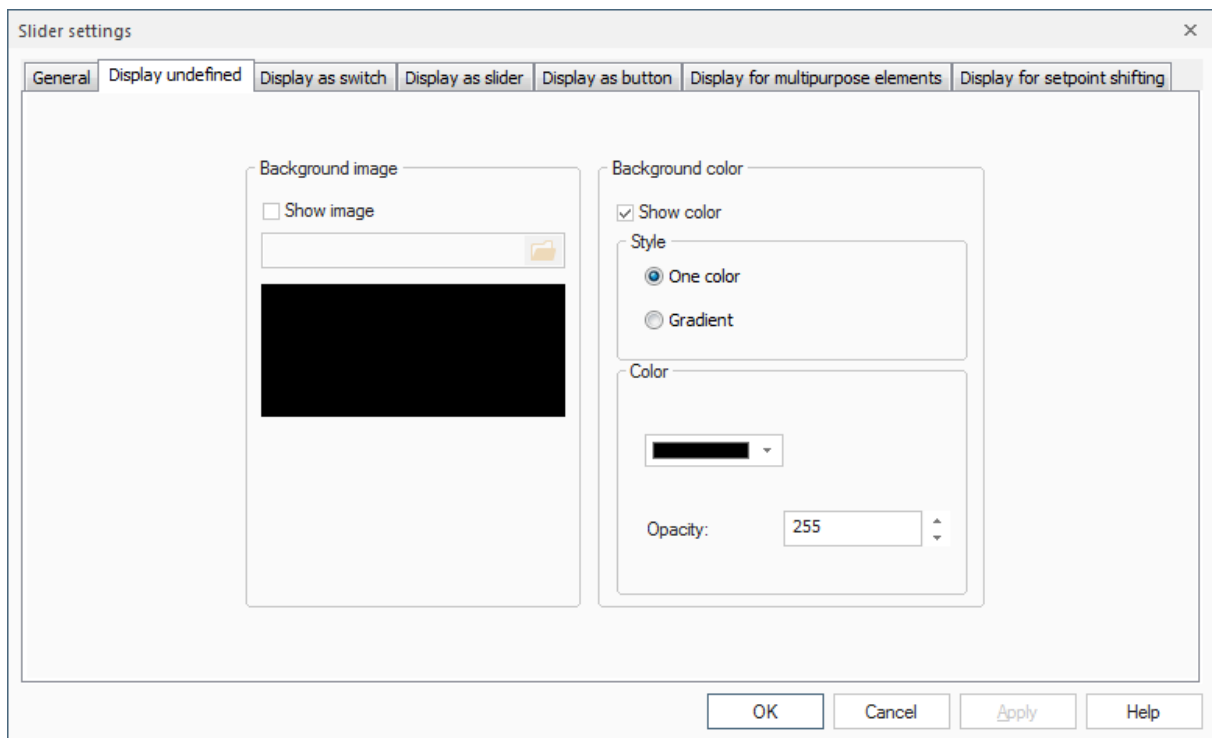 Slider settings
General Display undefined Display as switch Display as slider Display as button Display for multipurpose elements Display for setpoint shifting
Background image
Show image
Background color
Show color
Style
One color
Gradient
Color
Opacity: 255
OK Cancel Apply Help